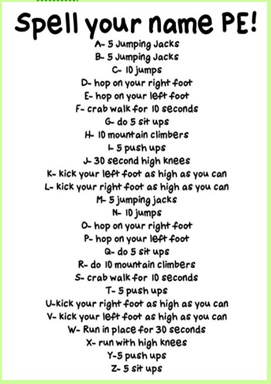 Spell your name PE!
A- 5 Jumping Jacks
B- 5 Jumping Jacks
C- 10 jumps
D- hop on your right foot
E- hop on your left foot
F- crab walk for 10 seconds
G- do 5 sit ups
H- 10 mountain climbers
I- 5 push ups
J- 30 second high knees
K- kick your left foot as high as you can
L- kick your right foot as high as you can
M- 5 jumping jacks
N- 10 jumps
O- hop on your right foot
P- hop on your left foot
Q- do 5 sit ups
R- do 10 mountain climbers
S- crab walk for 10 seconds
T- 5 push ups
U-kick your right foot as high as you can
V- kick your left foot as high as you can
W- Run in place for 30 seconds
X- run with high knees
Y-5 push ups
Z- 5 sit ups